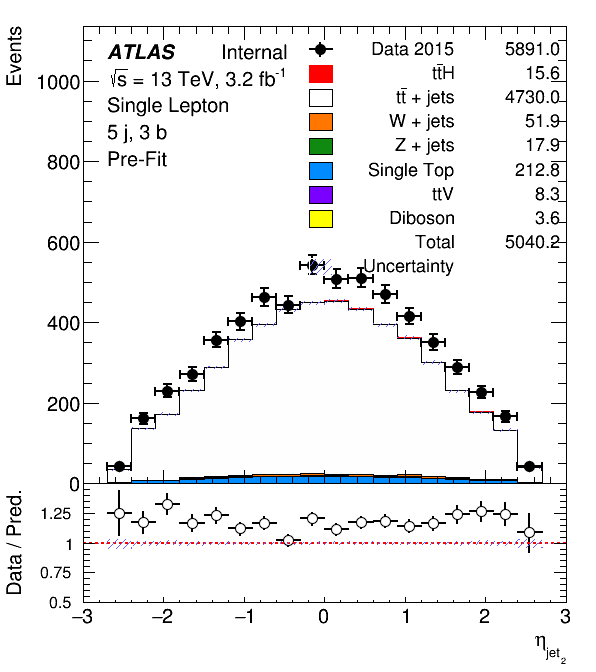 Events
ATLAS Internal
√s = 13 TeV, 3.2 fb⁻¹
Single Lepton
5 j, 3 b
Pre-Fit
Data 2015 5891.0
tt̄H 15.6
tt̄ + jets 4730.0
W + jets 51.9
Z + jets 17.9
Single Top 212.8
ttV 8.3
Diboson 3.6
Total 5040.2
Uncertainty
1000
800
600
400
200
0
Data / Pred.
1.25
1
0.75
0.5
−3 −2 −1 0 1 2 3
η_jet_2